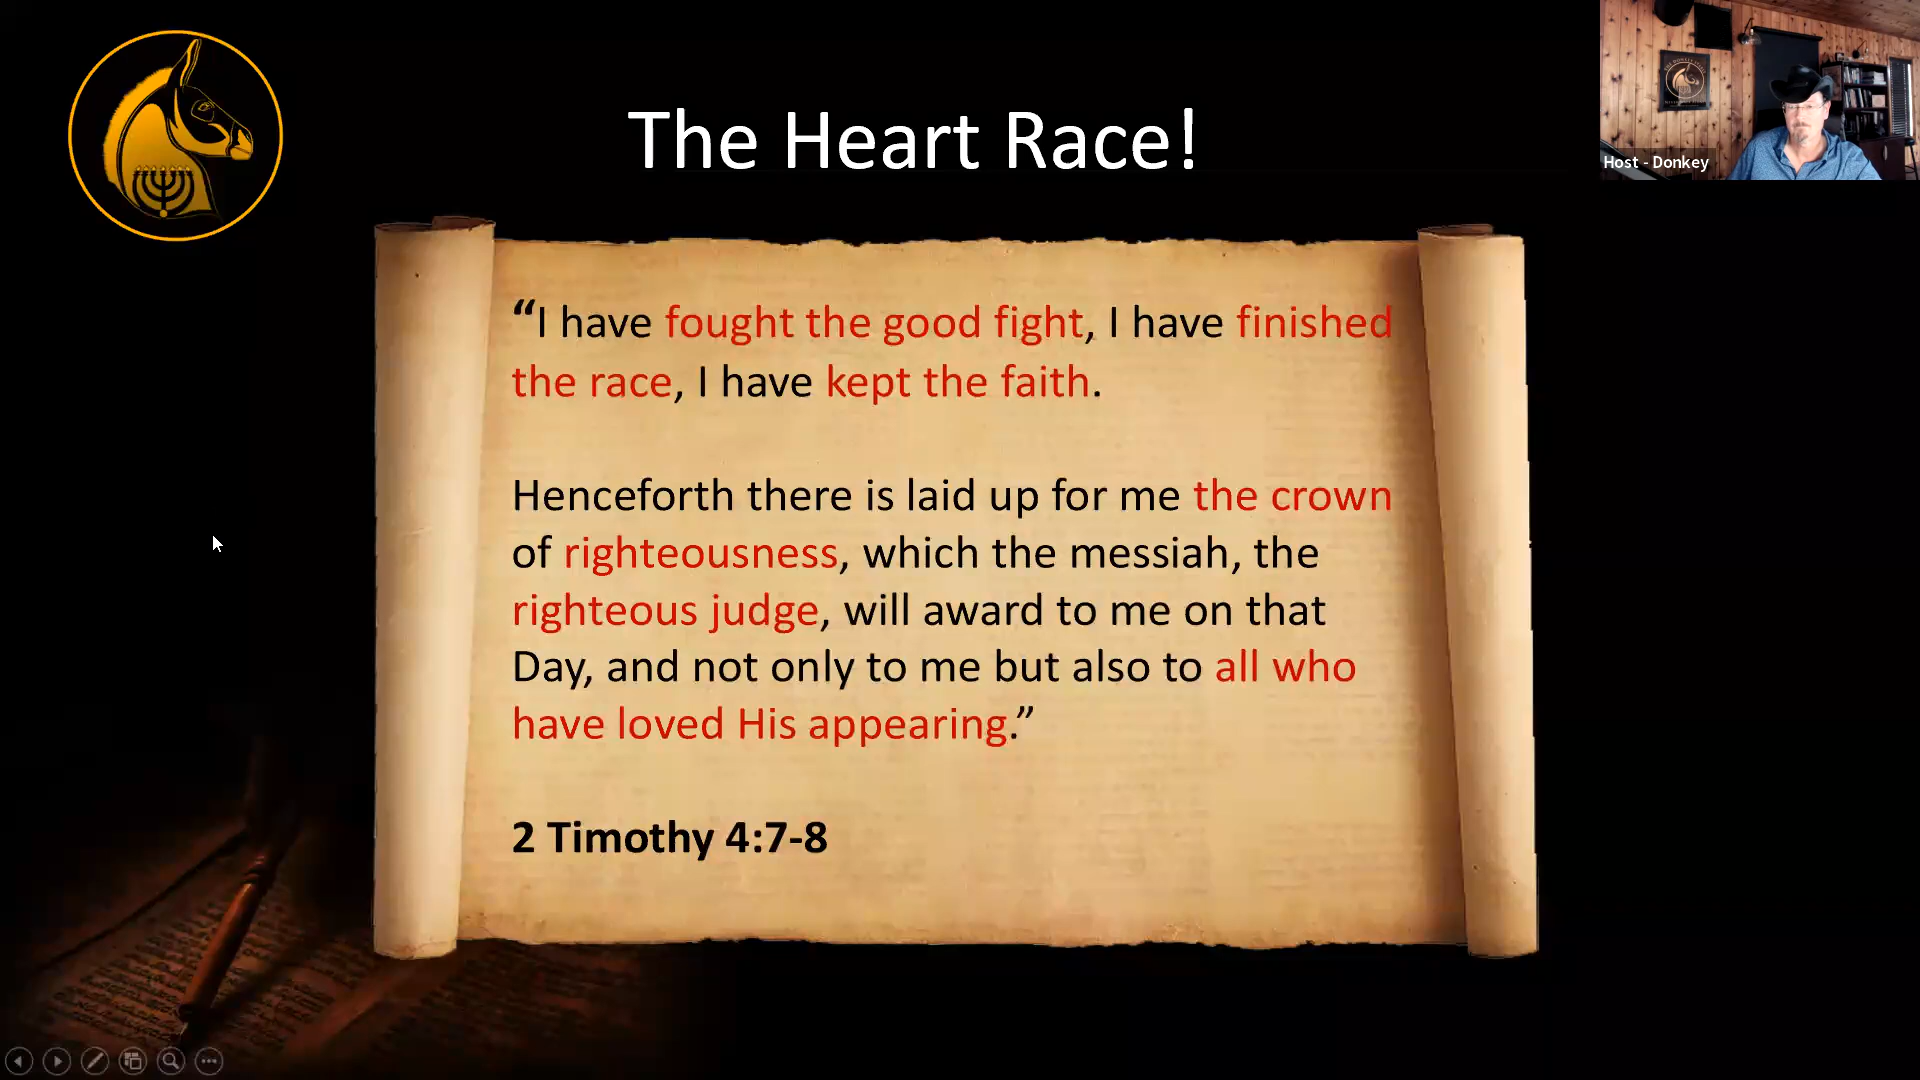 The Heart Race!
Host - Donkey
“I have fought the good fight, I have finished
the race, I have kept the faith.
Henceforth there is laid up for me the crown
of righteousness, which the messiah, the
righteous judge, will award to me on that
Day, and not only to me but also to all who
have loved His appearing.”
2 Timothy 4:7-8